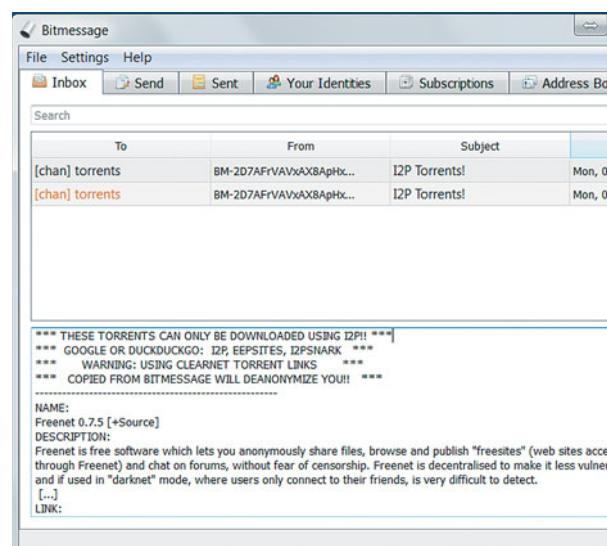 Bitmessage
File Settings Help
Inbox Send Sent Your Identities Subscriptions Address Bo
Search
To From Subject
[chan] torrents BM-2D7AFrVAVxAX8ApHx... I2P Torrents! Mon, 0
[chan] torrents BM-2D7AFrVAVxAX8ApHx... I2P Torrents! Mon, 0
*** THESE TORRENTS CAN ONLY BE DOWNLOADED USING I2P!! ***
*** GOOGLE OR DUCKDUCKGO: I2P, EEPSITES, I2PSNARK ***
*** WARNING: USING CLEARNET TORRENT LINKS ***
*** COPIED FROM BITMESSAGE WILL DEANONYMIZE YOU!! ***
------------------------------------------------------
NAME:
Freenet 0.7.5 [+Source]
DESCRIPTION:
Freenet is free software which lets you anonymously share files, browse and publish "freesites" (web sites acce
through Freenet) and chat on forums, without fear of censorship. Freenet is decentralised to make it less vulner
and if used in "darknet" mode, where users only connect to their friends, is very difficult to detect.
[...]
LINK: